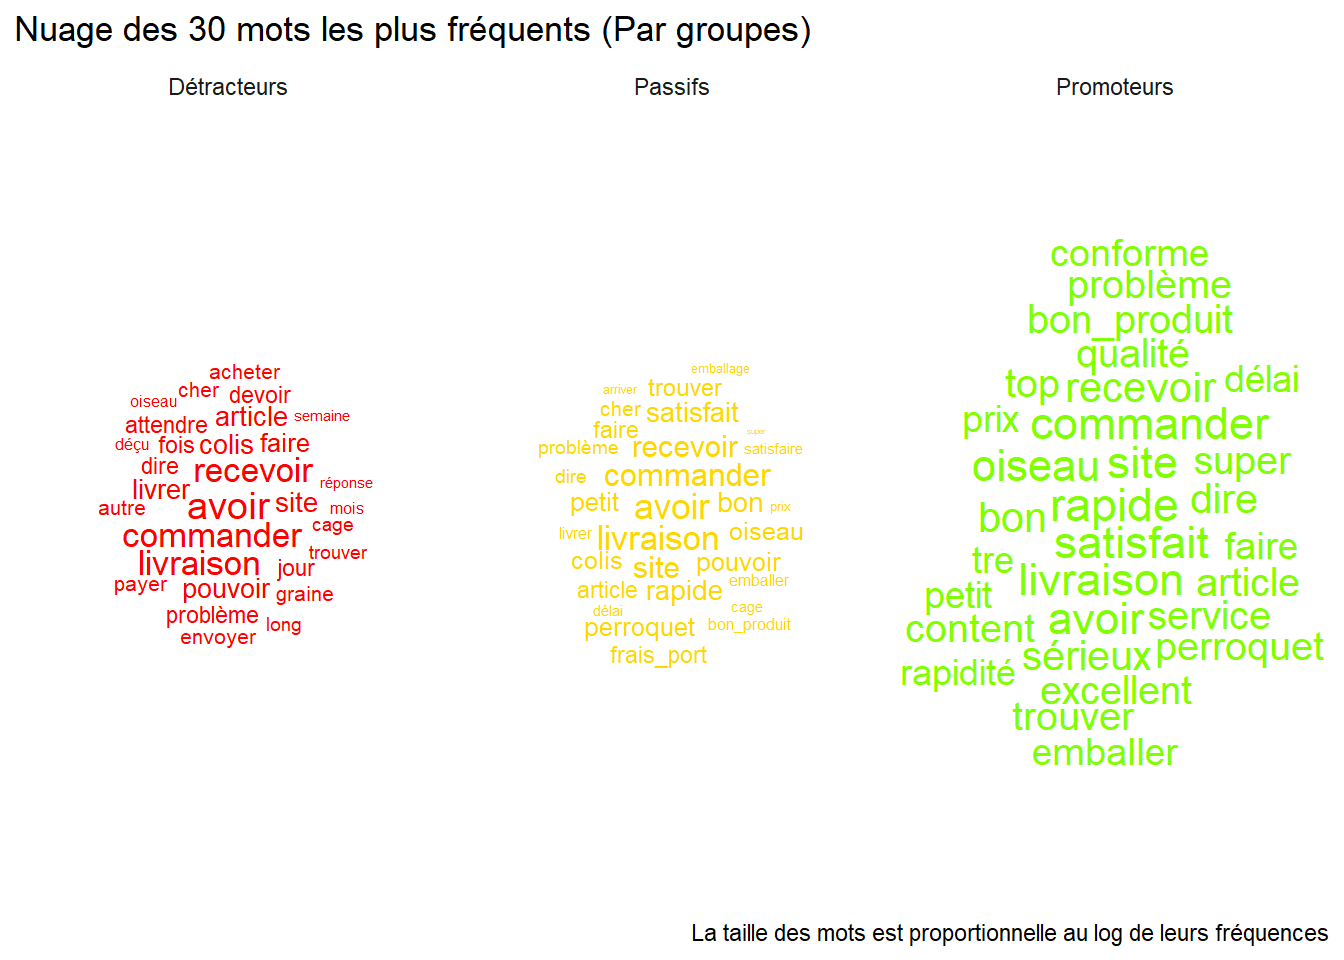 Nuage des 30 mots les plus fréquents (Par groupes)
Détracteurs
acheter
cher
devoir
oiseau
article
semaine
attendre
déçu
fois
colis
faire
dire
recevoir
réponse
livrer
autre
avoir
site
mois
commander
cage
livraison
trouver
jour
payer
pouvoir
graine
problème
long
envoyer
Passifs
emballage
arriver
trouver
cher
satisfait
faire
super
problème
recevoir
satisfaire
dire
commander
petit
avoir
bon
prix
livrer
livraison
oiseau
colis
site
pouvoir
article
rapide
emballer
délai
cage
perroquet
bon_produit
frais_port
Promoteurs
conforme
problème
bon_produit
qualité
top
recevoir
délai
prix
commander
oiseau
site
super
bon
rapide
dire
satisfait
faire
tre
livraison
article
petit
content
avoir
service
sérieux
perroquet
rapidité
excellent
trouver
emballer
La taille des mots est proportionnelle au log de leurs fréquences